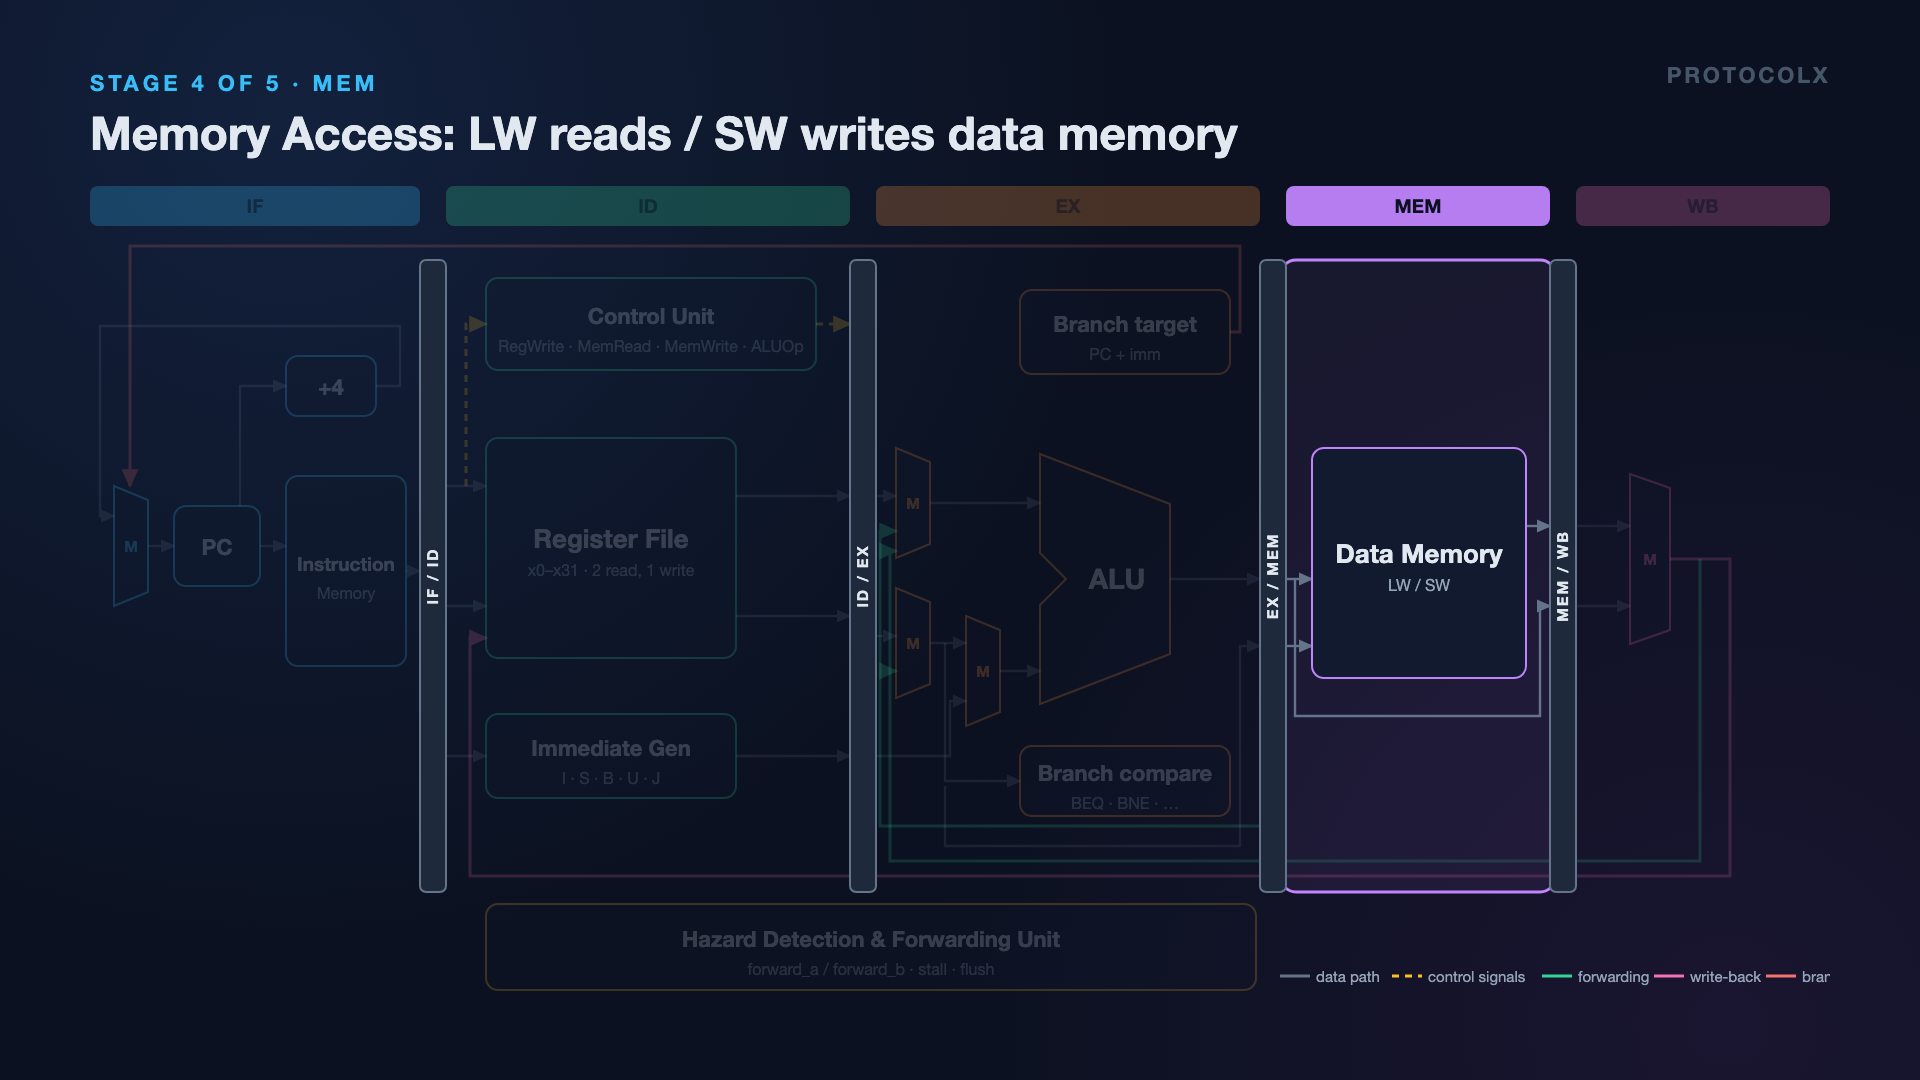 STAGE 4 OF 5 · MEM
PROTOCOLX
Memory Access: LW reads / SW writes data memory
IF
ID
EX
MEM
WB
Control Unit
RegWrite · MemRead · MemWrite · ALUOp
Branch target
PC + imm
+4
M
PC
Instruction
Memory
IF / ID
Register File
x0–x31 · 2 read, 1 write
ID / EX
M
M
M
ALU
EX / MEM
Data Memory
LW / SW
MEM / WB
M
Immediate Gen
I · S · B · U · J
Branch compare
BEQ · BNE · …
Hazard Detection & Forwarding Unit
forward_a / forward_b · stall · flush
data path
control signals
forwarding
write-back
bran